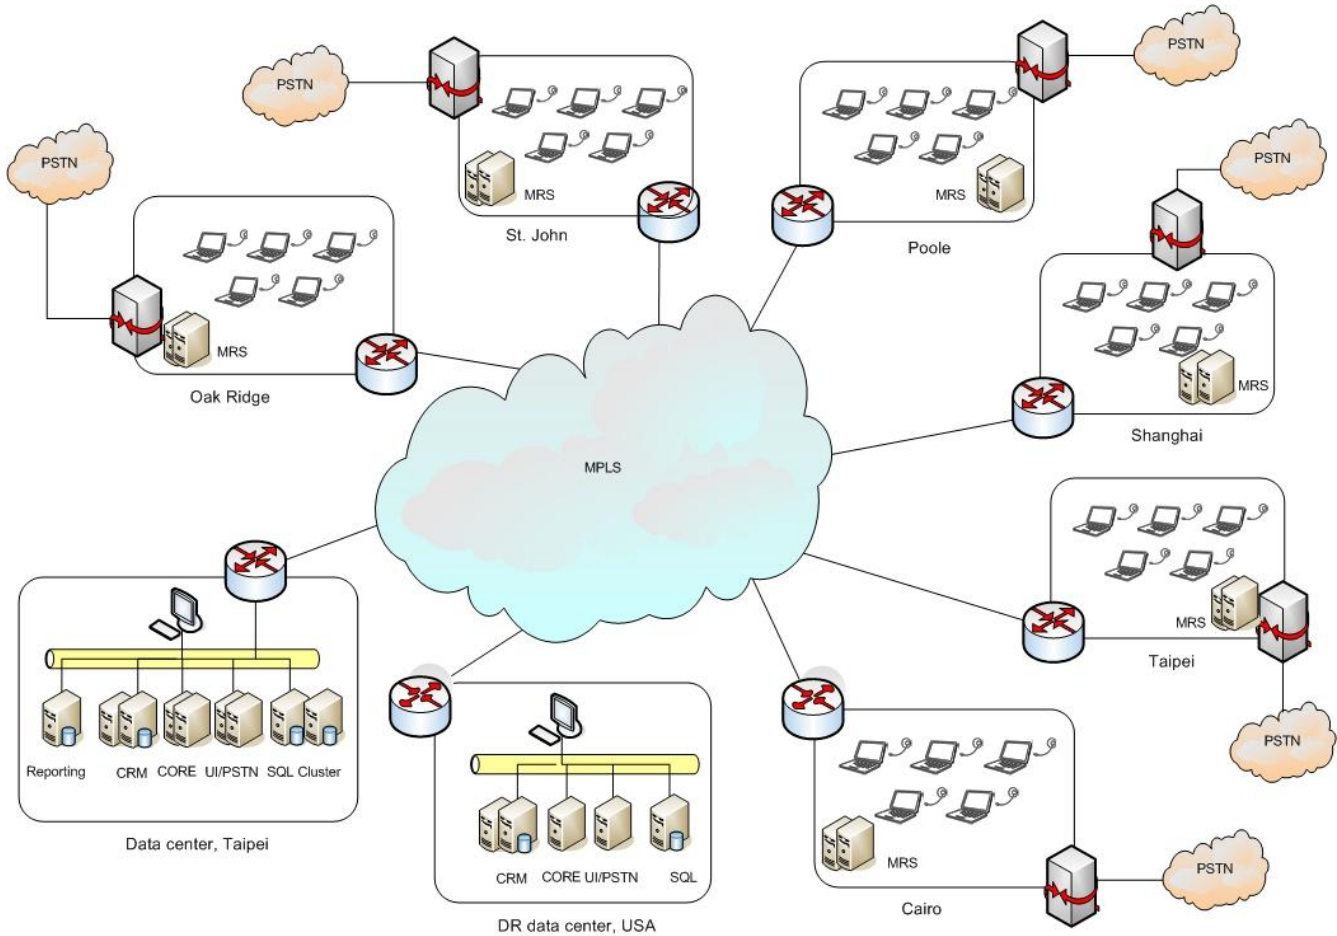 PSTN
PSTN
MRS
St. John
PSTN
MRS
Poole
PSTN
MRS
Oak Ridge
PSTN
MRS
Shanghai
MPLS
MRS
Taipei
PSTN
Reporting CRM CORE UI/PSTN SQL Cluster
Data center, Taipei
CRM CORE UI/PSTN SQL
DR data center, USA
MRS
Cairo
PSTN